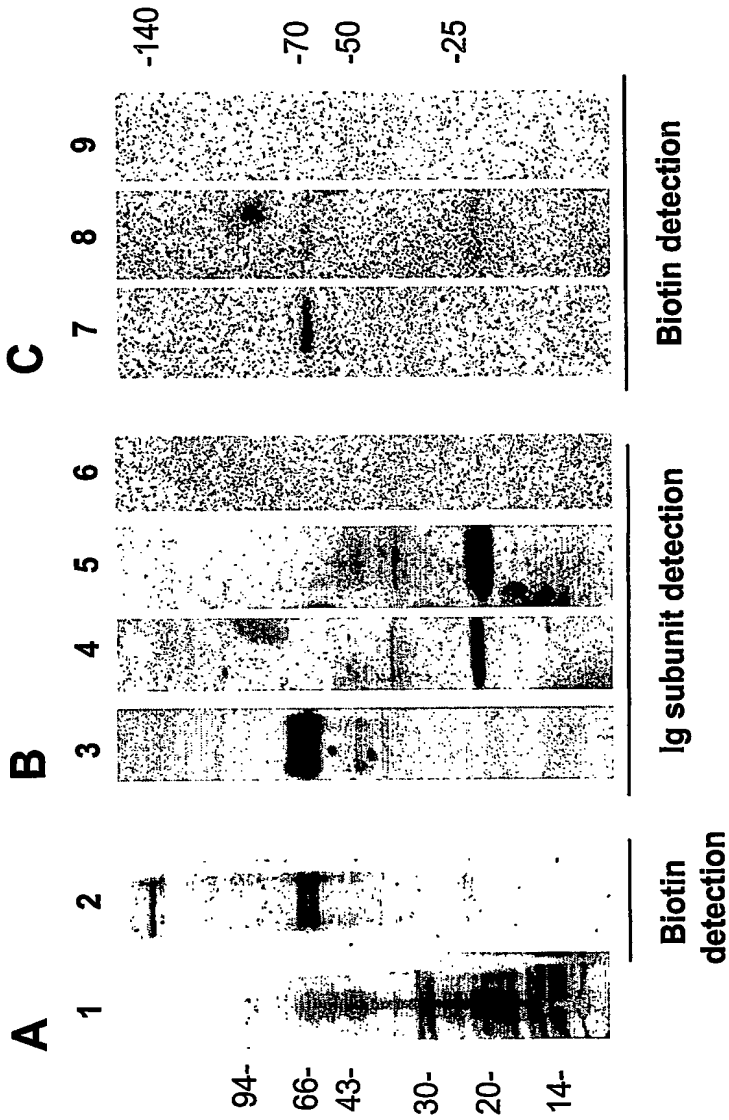 A
B
C
1
2
3
4
5
6
7
8
9
94-
66-
43-
30-
20-
14-
-140
-70
-50
-25
Biotin
detection
Ig subunit detection
Biotin detection